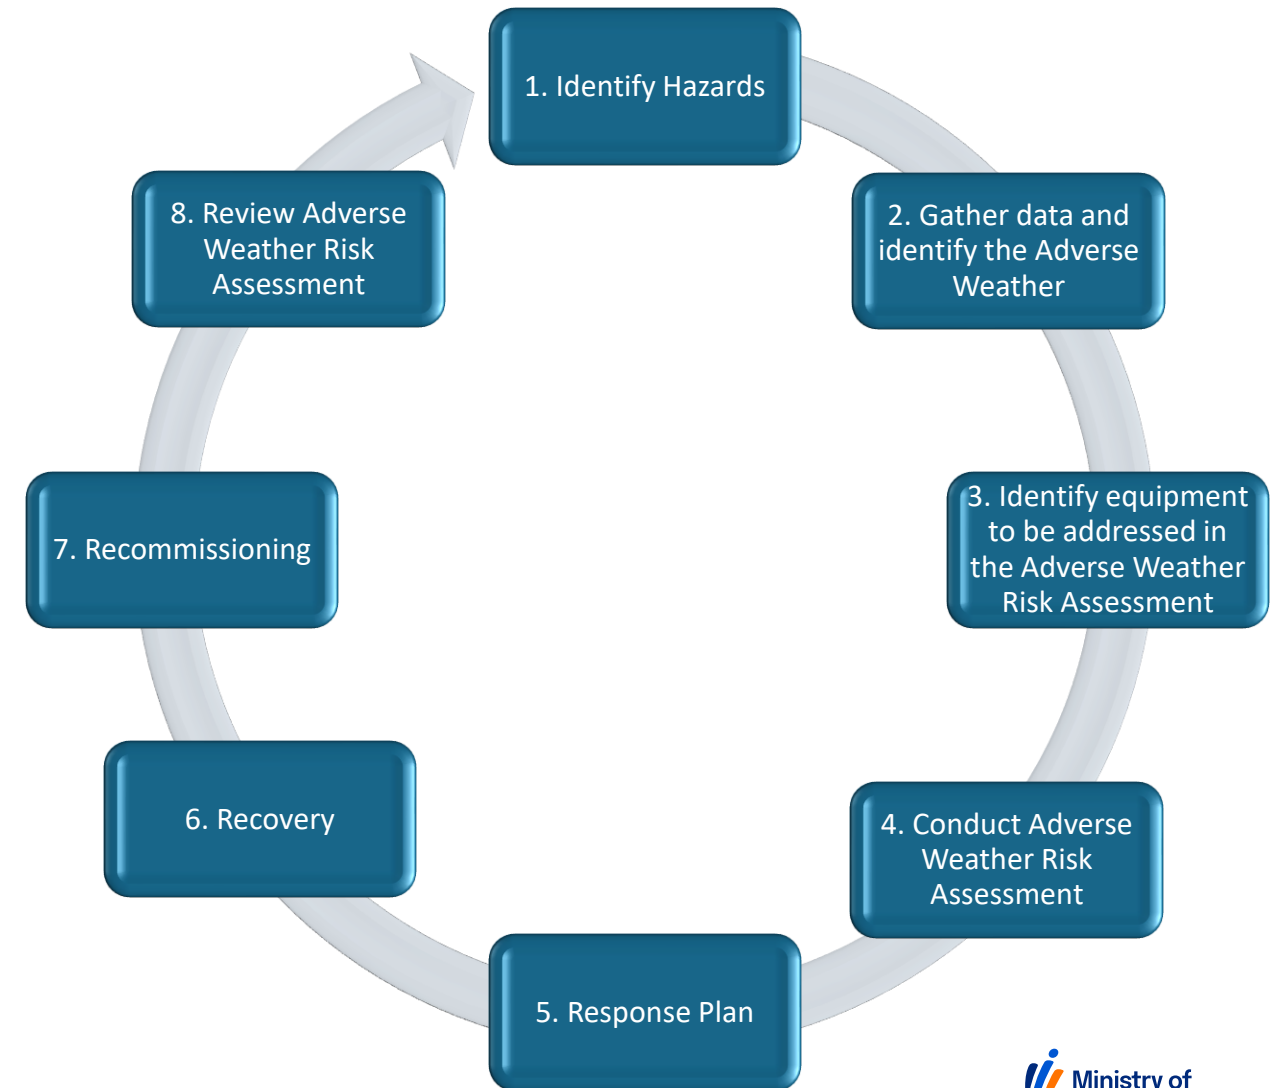 1. Identify Hazards
2. Gather data and
identify the Adverse
Weather
3. Identify equipment
to be addressed in
the Adverse Weather
Risk Assessment
4. Conduct Adverse
Weather Risk
Assessment
5. Response Plan
6. Recovery
7. Recommissioning
8. Review Adverse
Weather Risk
Assessment
Ministry of